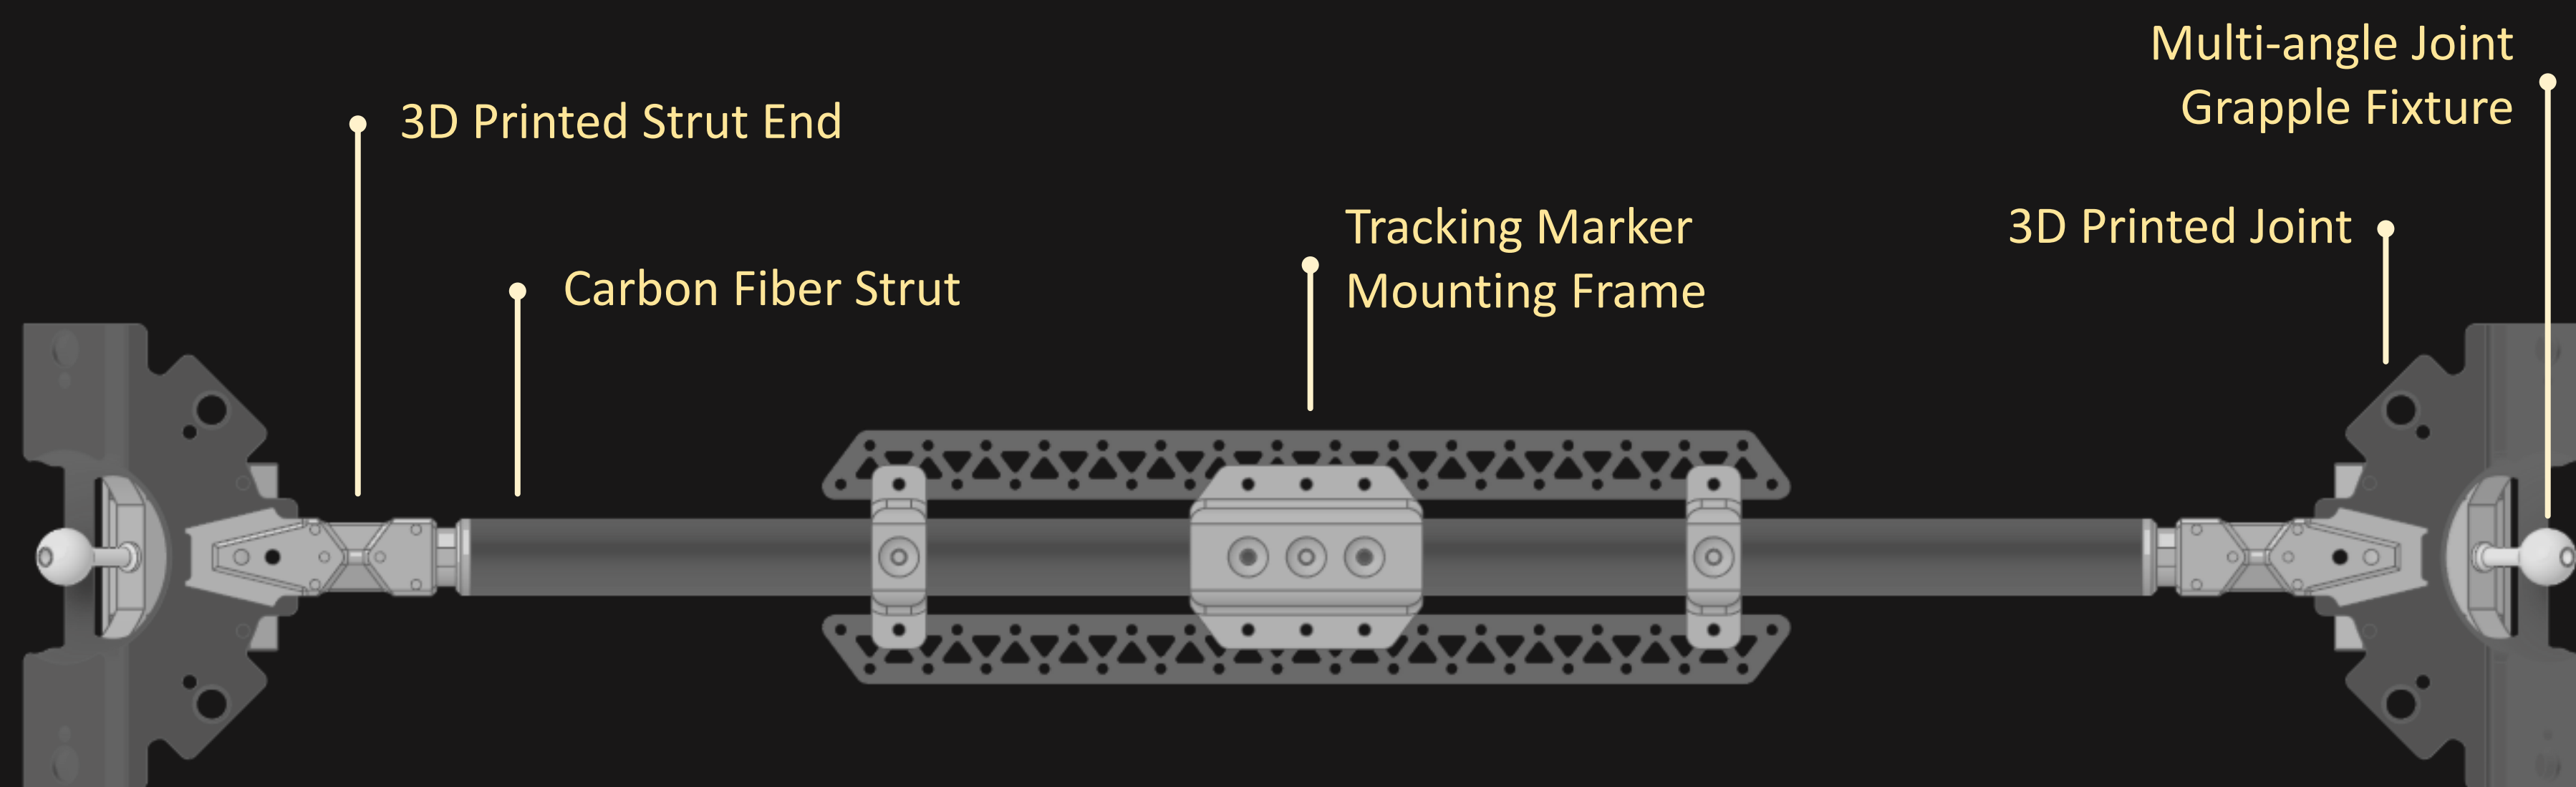 3D Printed Strut End
Carbon Fiber Strut
Tracking Marker
Mounting Frame
3D Printed Joint
Multi-angle Joint
Grapple Fixture